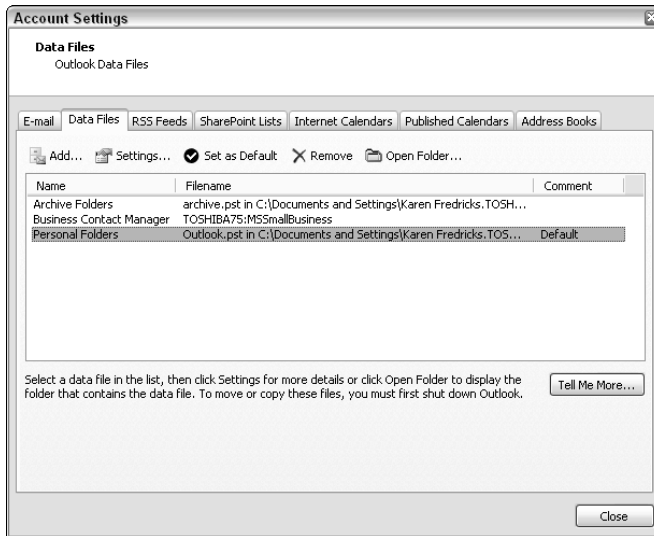 Account Settings
Data Files
Outlook Data Files
E-mail Data Files RSS Feeds SharePoint Lists Internet Calendars Published Calendars Address Books
Add... Settings... Set as Default Remove Open Folder...
Name Filename Comment
Archive Folders archive.pst in C:\Documents and Settings\Karen Fredricks.TOSH...
Business Contact Manager TOSHIBA75:MSSmallBusiness
Personal Folders Outlook.pst in C:\Documents and Settings\Karen Fredricks.TOS... Default
Select a data file in the list, then click Settings for more details or click Open Folder to display the
folder that contains the data file. To move or copy these files, you must first shut down Outlook.
Tell Me More...
Close